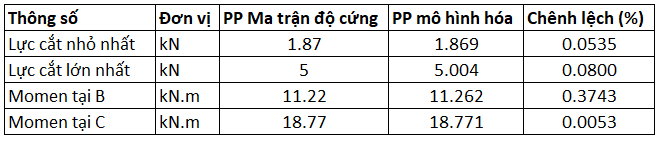 Thông số Đơn vị PP Ma trận độ cứng PP mô hình hóa Chênh lệch (%)
Lực cắt nhỏ nhất kN 1.87 1.869 0.0535
Lực cắt lớn nhất kN 5 5.004 0.0800
Momen tại B kN.m 11.22 11.262 0.3743
Momen tại C kN.m 18.77 18.771 0.0053